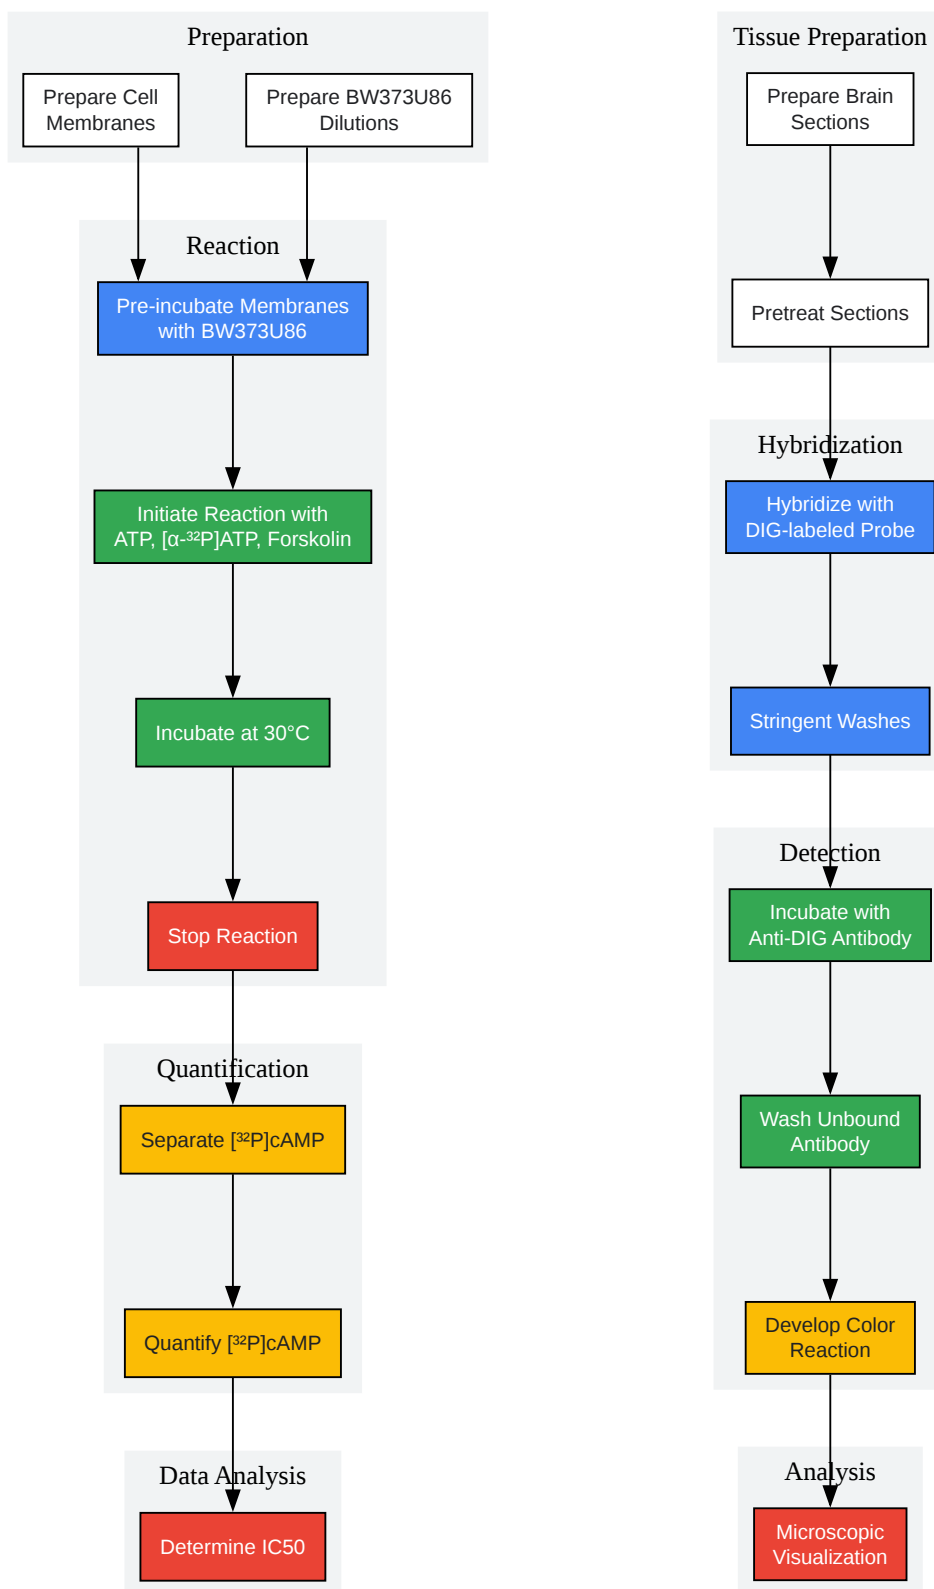 Preparation
Prepare Cell
Membranes
Prepare BW373U86
Dilutions
Reaction
Pre-incubate Membranes
with BW373U86
Initiate Reaction with
ATP, [α-³²P]ATP, Forskolin
Incubate at 30°C
Stop Reaction
Quantification
Separate [³²P]cAMP
Quantify [³²P]cAMP
Data Analysis
Determine IC50
Tissue Preparation
Prepare Brain
Sections
Pretreat Sections
Hybridization
Hybridize with
DIG-labeled Probe
Stringent Washes
Detection
Incubate with
Anti-DIG Antibody
Wash Unbound
Antibody
Develop Color
Reaction
Analysis
Microscopic
Visualization